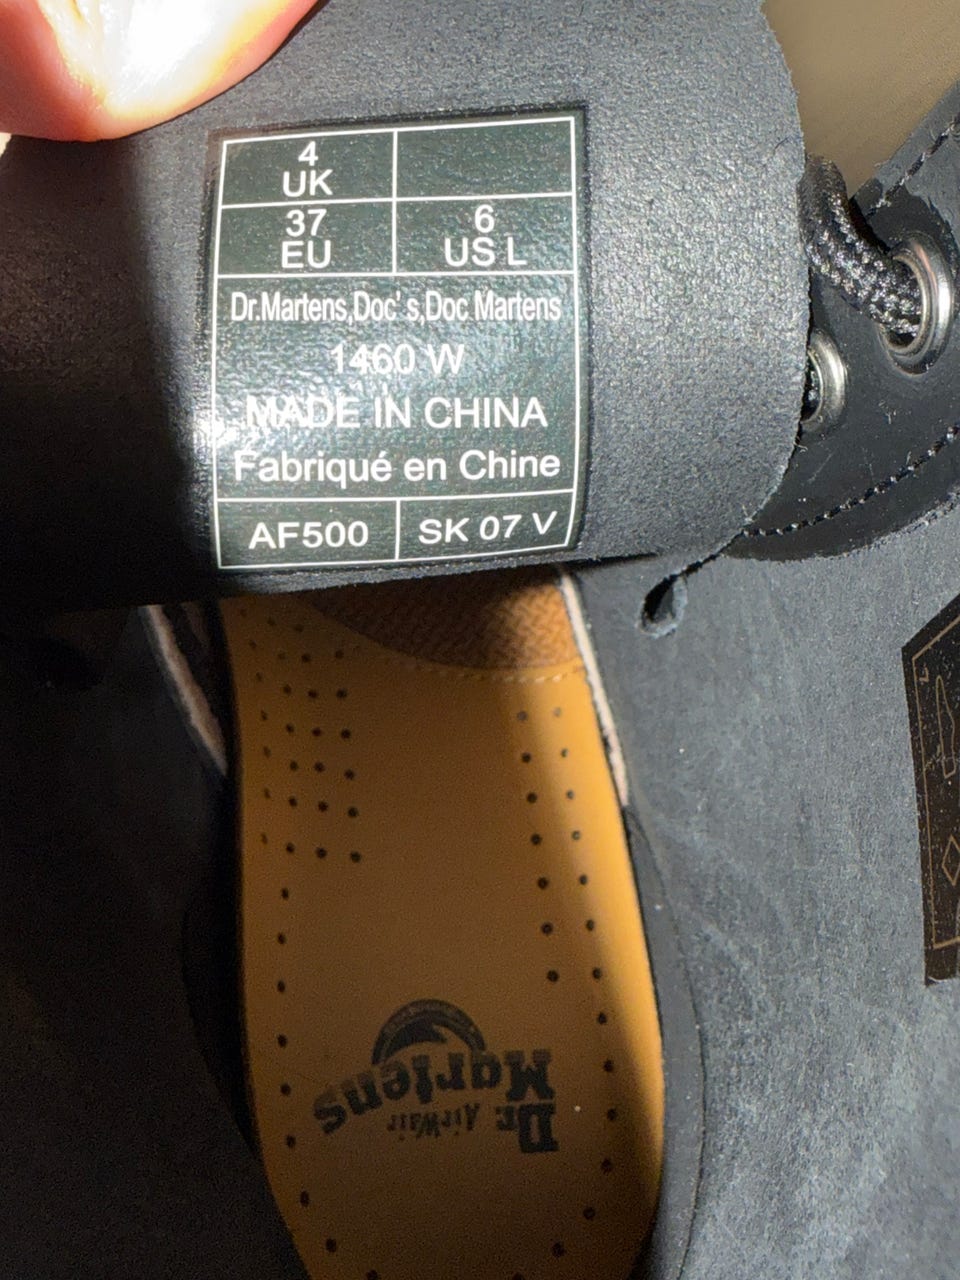 4
UK
37
EU
6
US L
Dr.Martens,Doc's,Doc Martens
1460 W
MADE IN CHINA
Fabriqué en Chine
AF500
SK 07 V
Dr.
Martens
AirWair